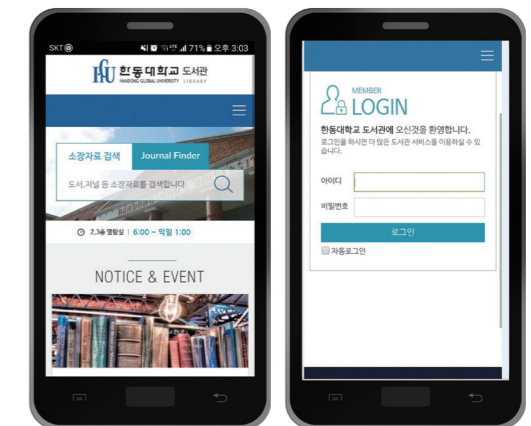 SKT
71% 오후 3:03
HGU 한동대학교 도서관
HANDONG GLOBAL UNIVERSITY LIBRARY
소장자료 검색 Journal Finder
도서,저널 등 소장자료를 검색합니다
2,3층 열람실 | 6:00 ~ 익일 1:00
NOTICE & EVENT
MEMBER
LOGIN
한동대학교 도서관에 오신것을 환영합니다.
로그인을 하시면 더 많은 도서관 서비스를 이용하실 수 있
습니다.
아이디
비밀번호
로그인
자동로그인